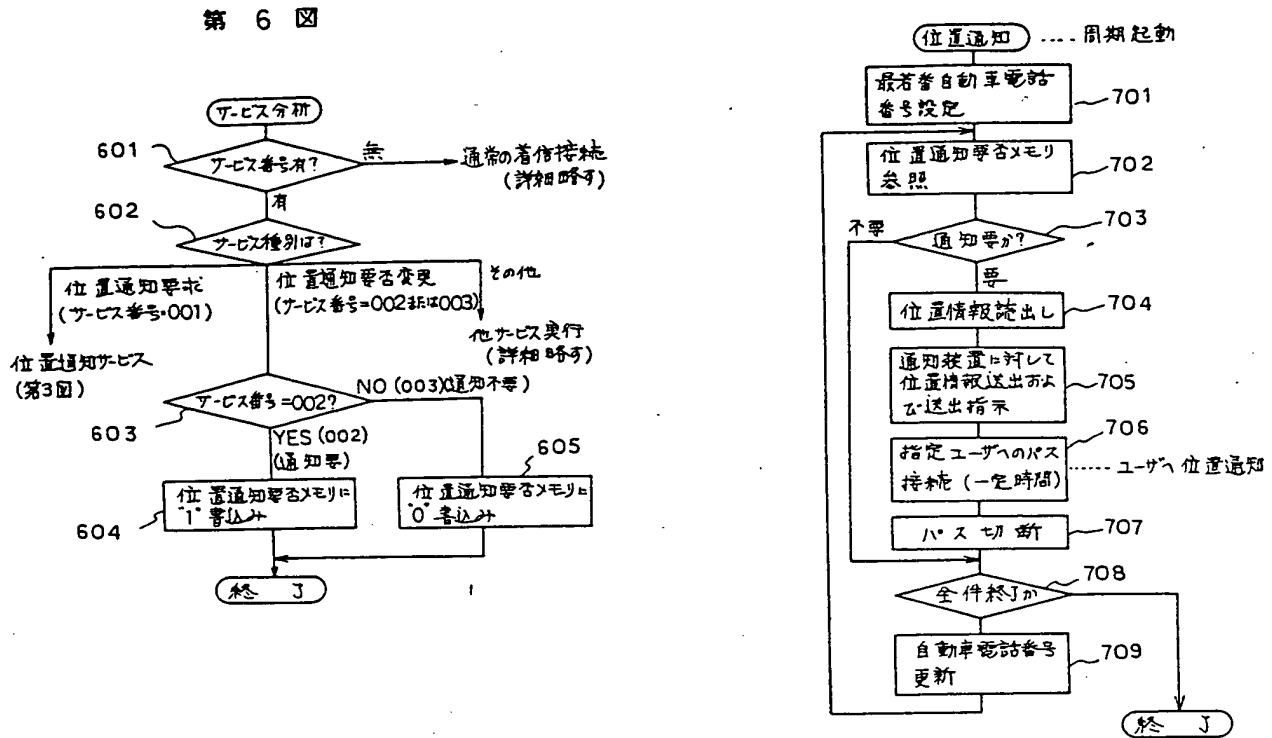 第 6 図
サービス分析
601
サービス番号有?
無
通常の着信接続
(詳細略す)
有
602
サービス種別は?
位置通知要求
(サービス番号・001)
位置通知要否変更
(サービス番号=002または003)
その他
位置通知サービス
(第3図)
他サービス実行
(詳細略す)
サービス番号=002?
NO (003)(通知不要)
603
YES (002)
(通知要)
605
位置通知要否メモリに
"1" 書込み
604
位置通知要否メモリに
"0" 書込み
終 了
位置通知
.... 周期起動
最若番自動車電話
番号設定
701
位置通知要否メモリ
参照
702
703
不要
通知要か?
要
位置情報読出し
704
通知装置に対して
位置情報送出およ
び送出指示
705
706
指定ユーザへのパス
接続 (一定時間)
...... ユーザへ位置通知
パス切断
707
708
全件終了か
自動車電話番号
更新
709
終 了